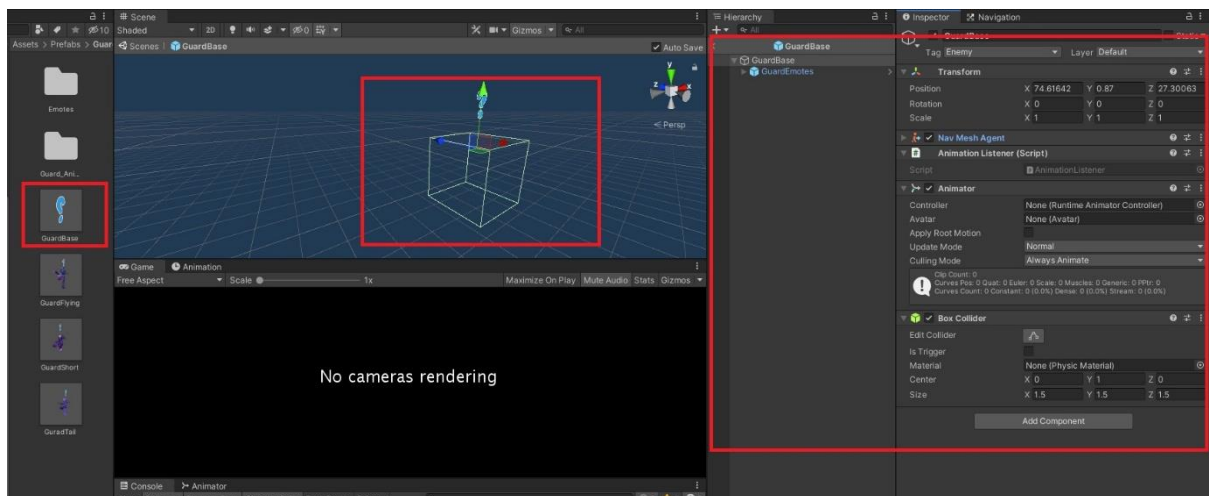 10
Assets > Prefabs > Guar
Emotes
Guard_Ani...
GuardBase
GuardFlying
GuardShort
GuradTail
Scene
Shaded
2D
0
Gizmos
All
Scenes | GuardBase
Auto Save
y
z
x
< Persp
Game
Animation
Free Aspect
Scale
1x
Maximize On Play
Mute Audio
Stats
Gizmos
No cameras rendering
Console
Animator
Hierarchy
All
GuardBase
GuardBase
GuardEmotes
Inspector
Navigation
GuardBase
Static
Tag Enemy
Layer Default
Transform
Position X 74.61642 Y 0.87 Z 27.30063
Rotation X 0 Y 0 Z 0
Scale X 1 Y 1 Z 1
Nav Mesh Agent
# Animation Listener (Script)
Script AnimationListener
Animator
Controller None (Runtime Animator Controller)
Avatar None (Avatar)
Apply Root Motion
Update Mode Normal
Culling Mode Always Animate
Clip Count: 0
Curves Pos: 0 Quat: 0 Euler: 0 Scale: 0 Muscles: 0 Generic: 0 PPtr: 0
Curves Count: 0 Constant: 0 (0.0%) Dense: 0 (0.0%) Stream: 0 (0.0%)
Box Collider
Edit Collider
Is Trigger
Material None (Physic Material)
Center X 0 Y 1 Z 0
Size X 1.5 Y 1.5 Z 1.5
Add Component